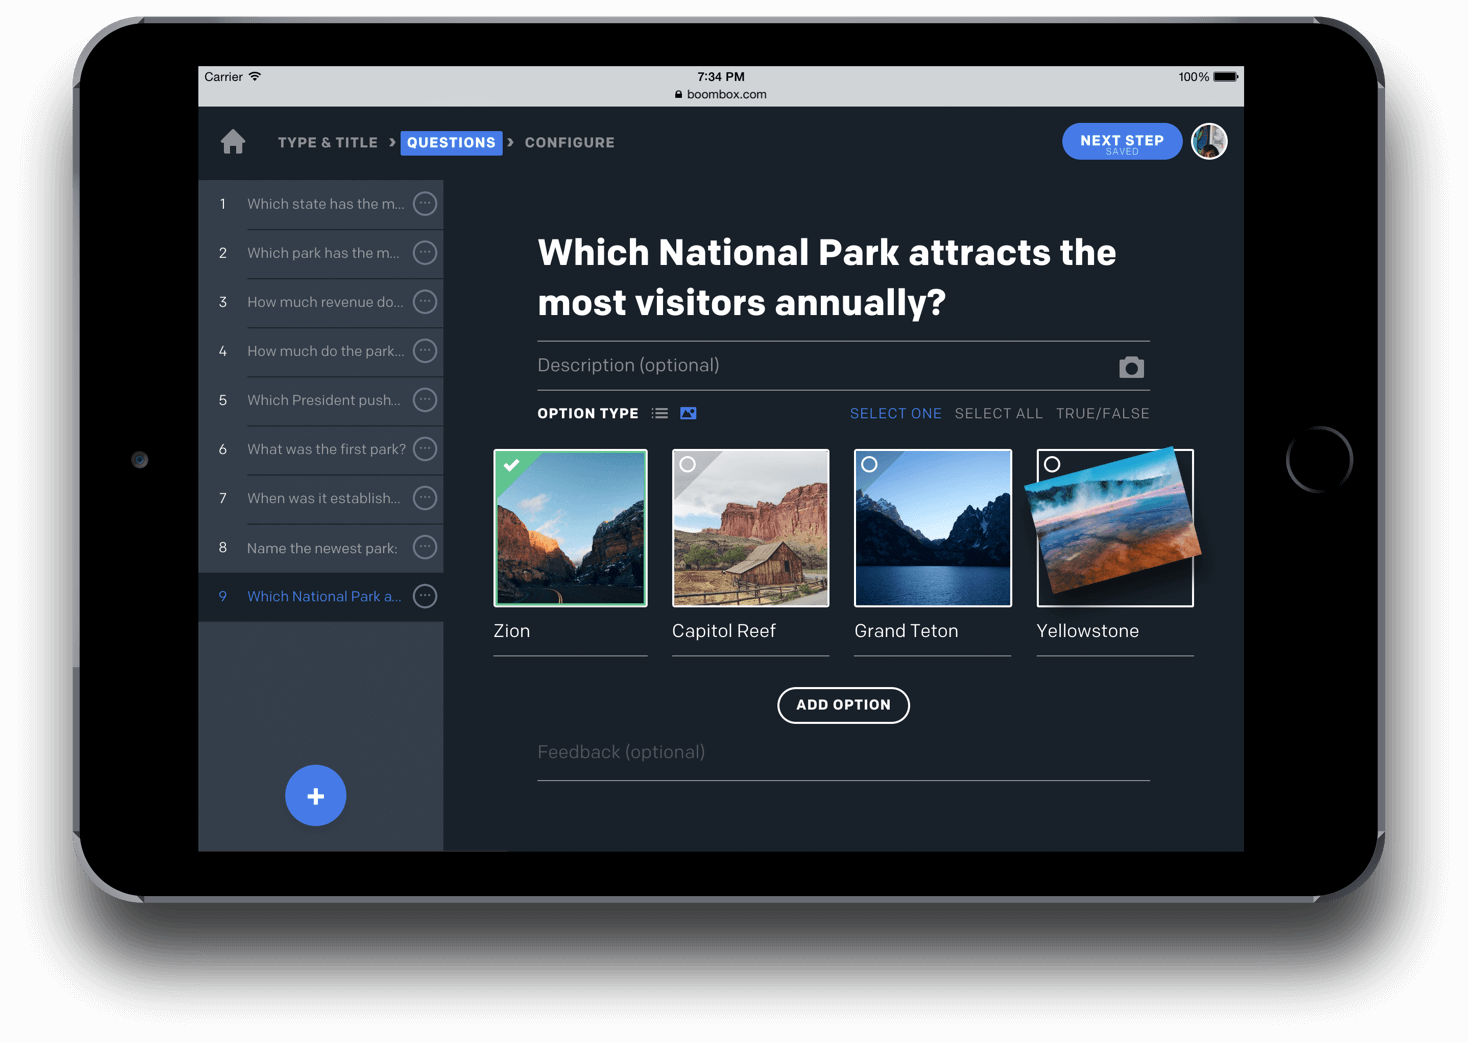 Carrier
7:34 PM
100%
boombox.com
TYPE & TITLE › QUESTIONS › CONFIGURE
NEXT STEP
SAVED
1 Which state has the m...
2 Which park has the m...
3 How much revenue do...
4 How much do the park...
5 Which President push...
6 What was the first park?
7 When was it establish...
8 Name the newest park:
9 Which National Park a...
Which National Park attracts the
most visitors annually?
Description (optional)
OPTION TYPE
SELECT ONE SELECT ALL TRUE/FALSE
Zion
Capitol Reef
Grand Teton
Yellowstone
ADD OPTION
Feedback (optional)
+